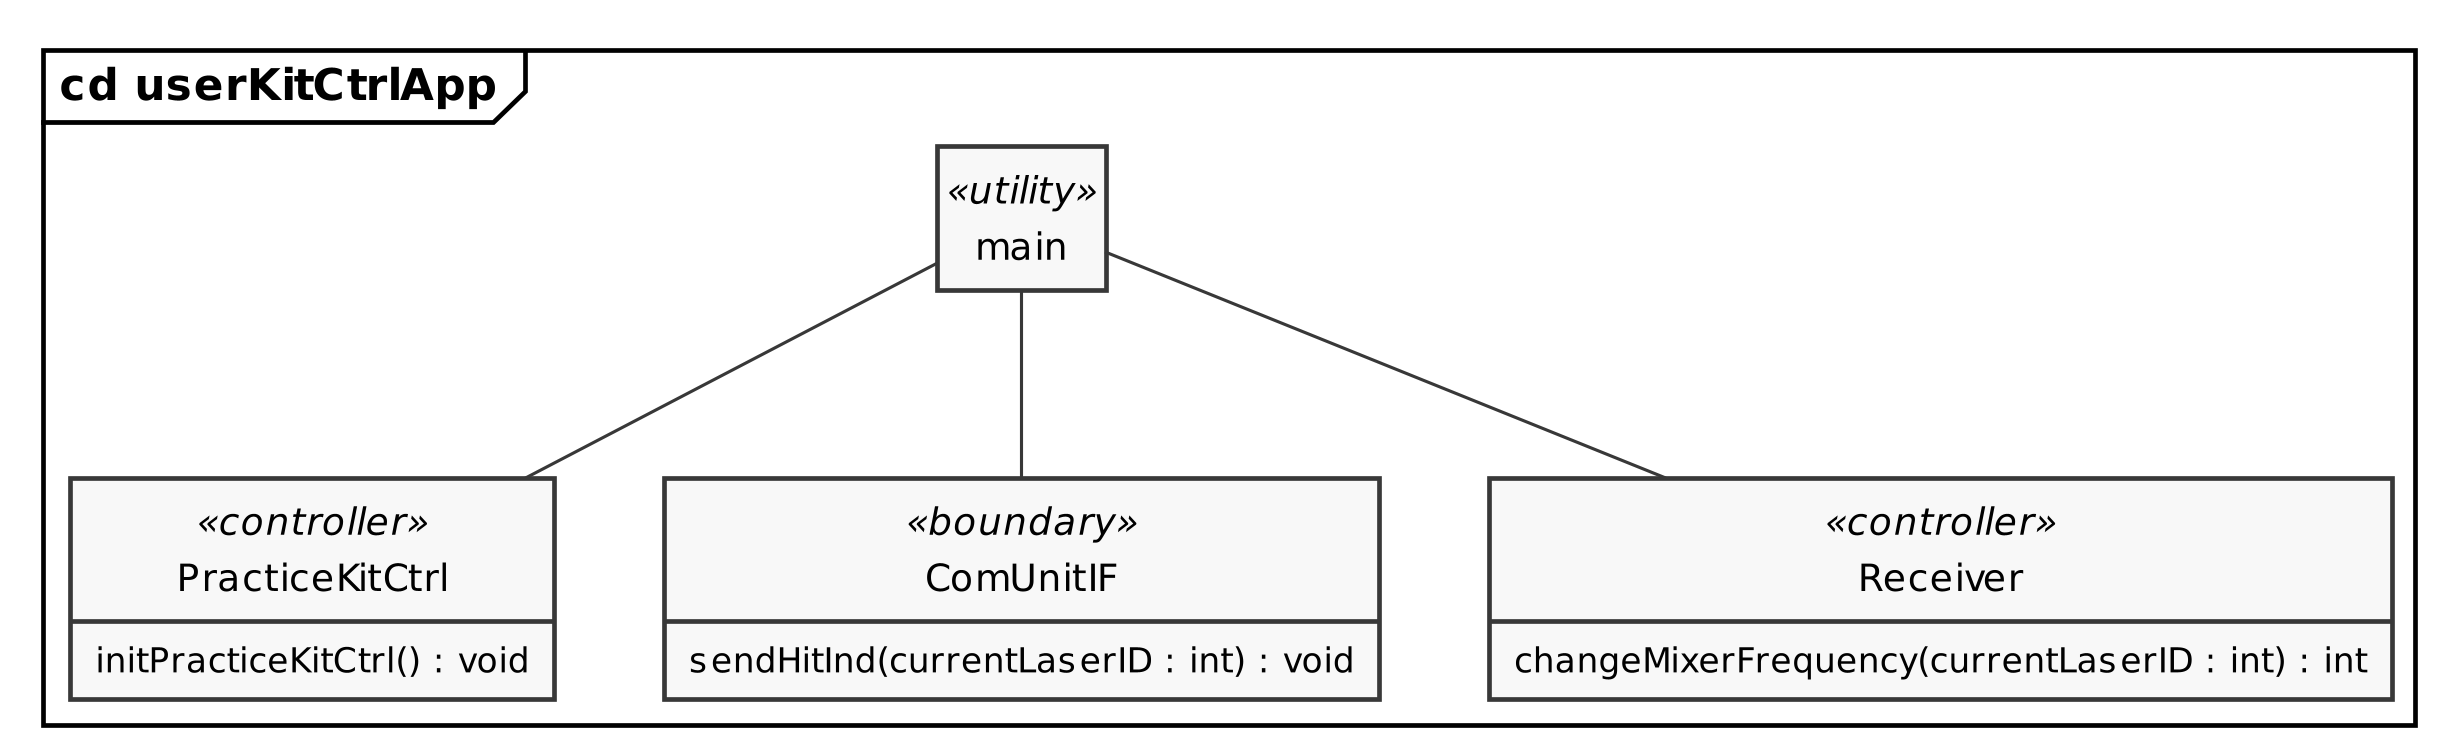 cd userKitCtrlApp
«utility»
main
«controller»
PracticeKitCtrl
initPracticeKitCtrl() : void
«boundary»
ComUnitIF
sendHitInd(currentLaserID : int) : void
«controller»
Receiver
changeMixerFrequency(currentLaserID : int) : int